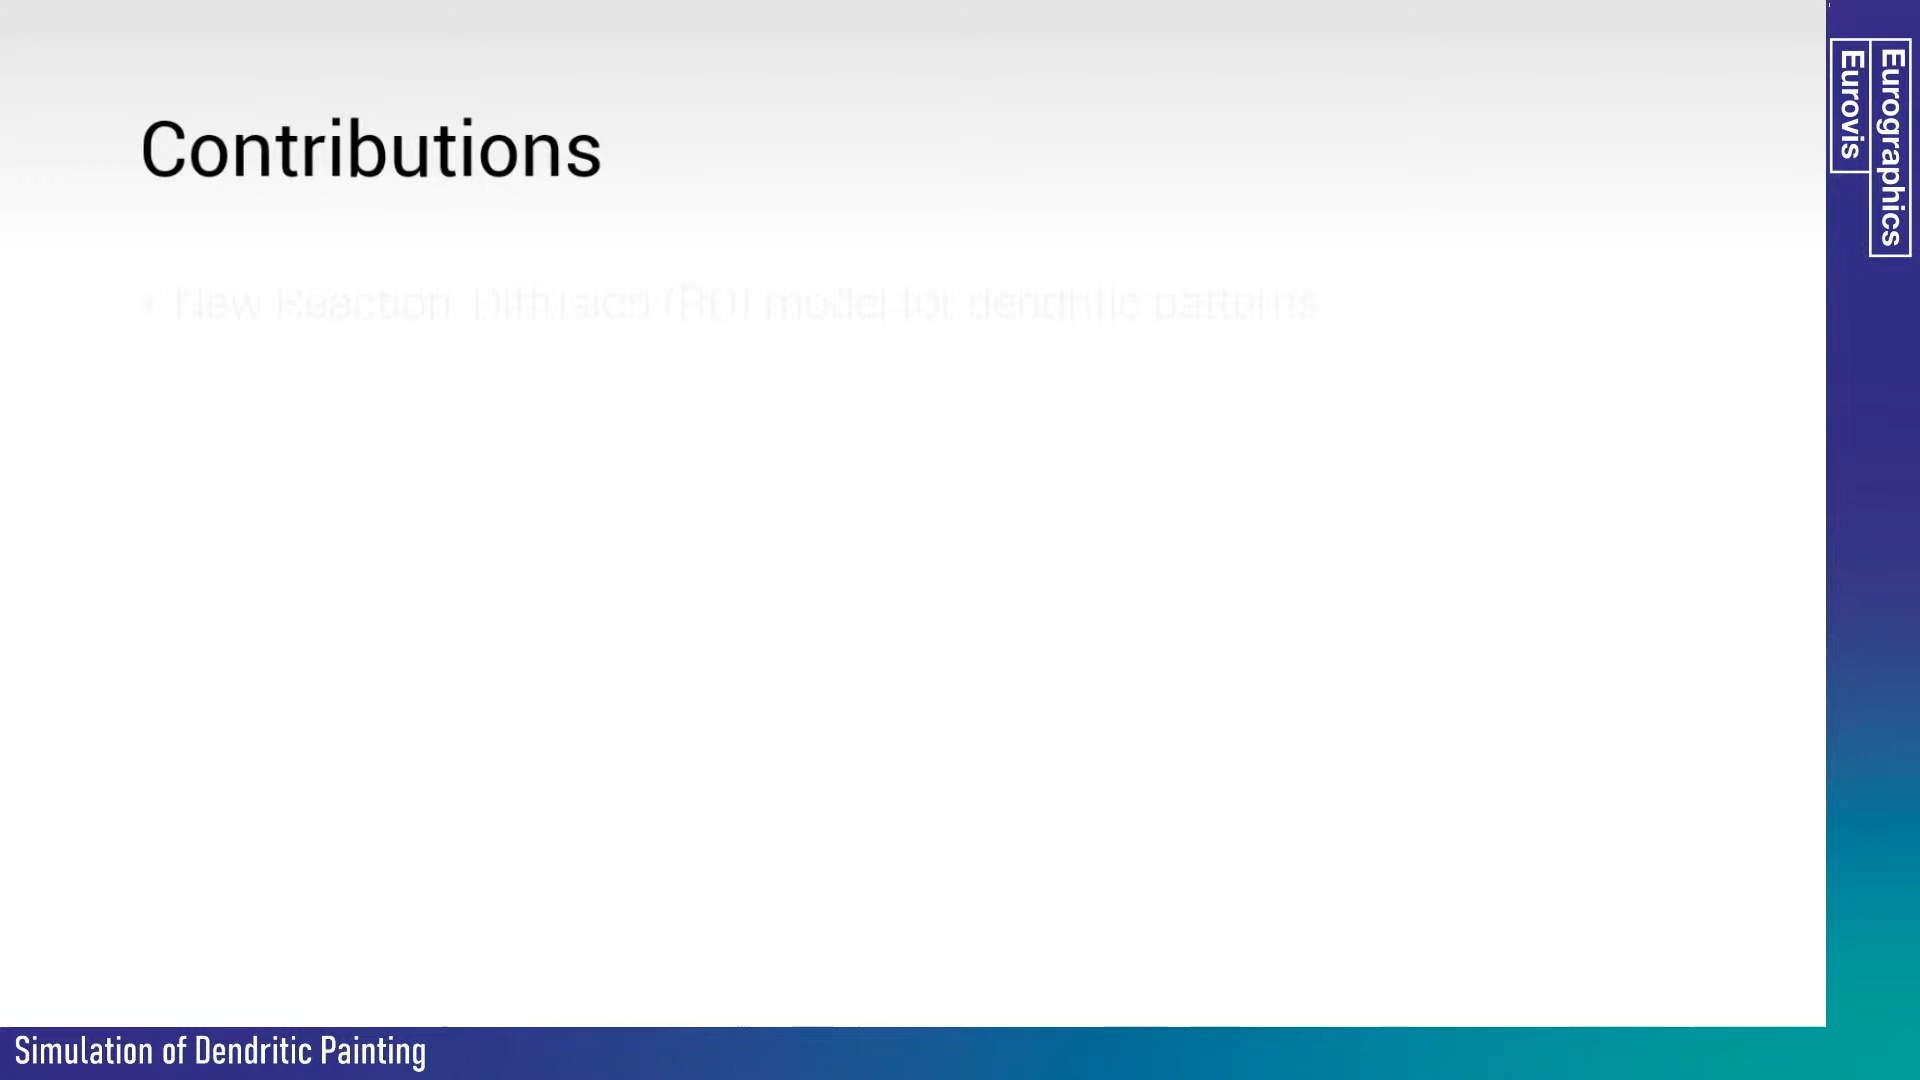 Contributions
• New Reaction Diffusion (RD) model for dendritic patterns
Eurographics
Eurovis
Simulation of Dendritic Painting